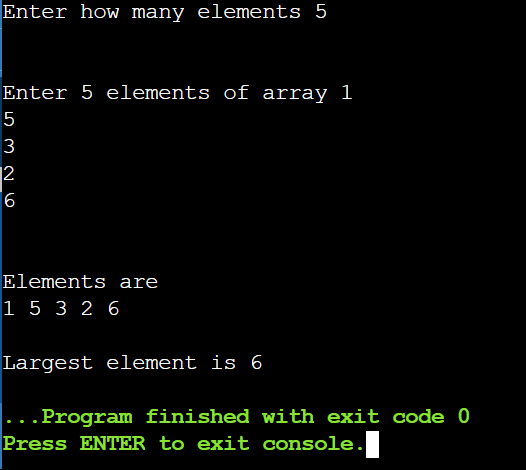 Enter how many elements 5
Enter 5 elements of array 1
5
3
2
6
Elements are
1 5 3 2 6
Largest element is 6
...Program finished with exit code 0
Press ENTER to exit console.